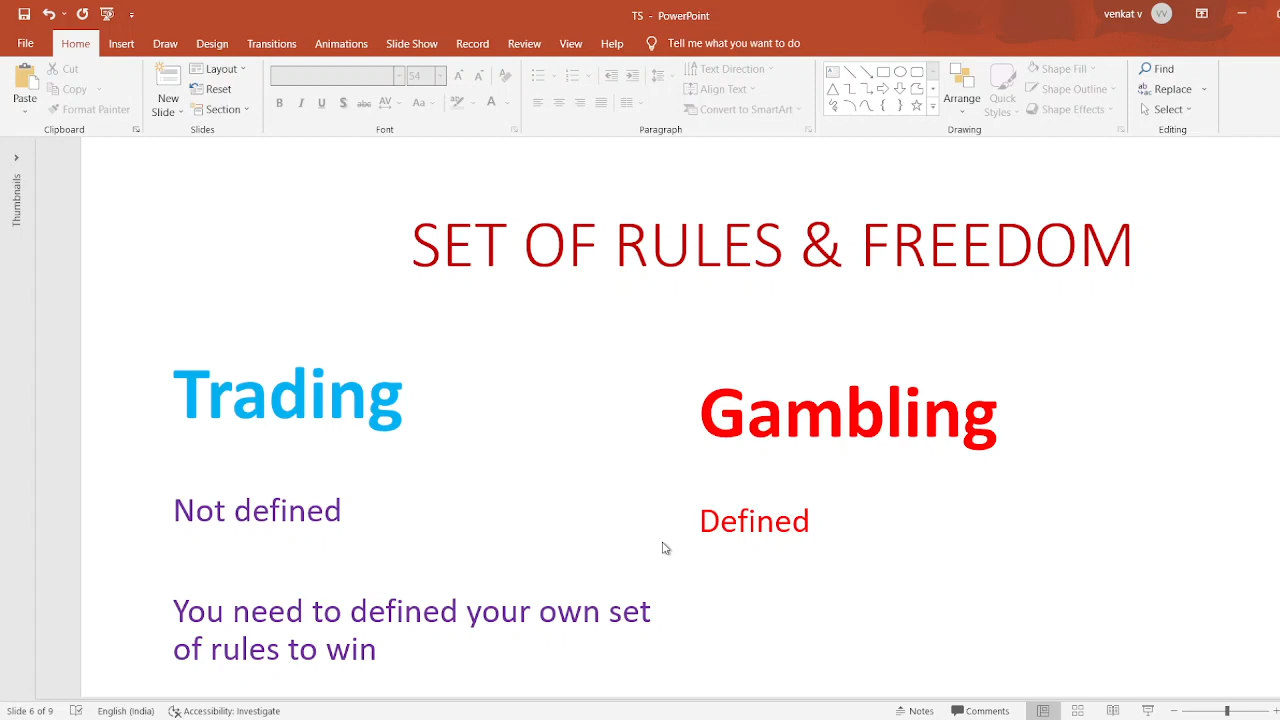 TS - PowerPoint
venkat v
File Home Insert Draw Design Transitions Animations Slide Show Record Review View Help Tell me what you want to do
Paste
Cut
Copy
Format Painter
Clipboard
New
Slide
Layout
Reset
Section
Slides
54
Font
Text Direction
Align Text
Convert to SmartArt
Paragraph
Arrange
Quick
Styles
Shape Fill
Shape Outline
Shape Effects
Drawing
Find
Replace
Select
Editing
Thumbnails
SET OF RULES & FREEDOM
Trading
Not defined
You need to defined your own set
of rules to win
Gambling
Defined
Slide 6 of 9 English (India) Accessibility: Investigate Notes Comments